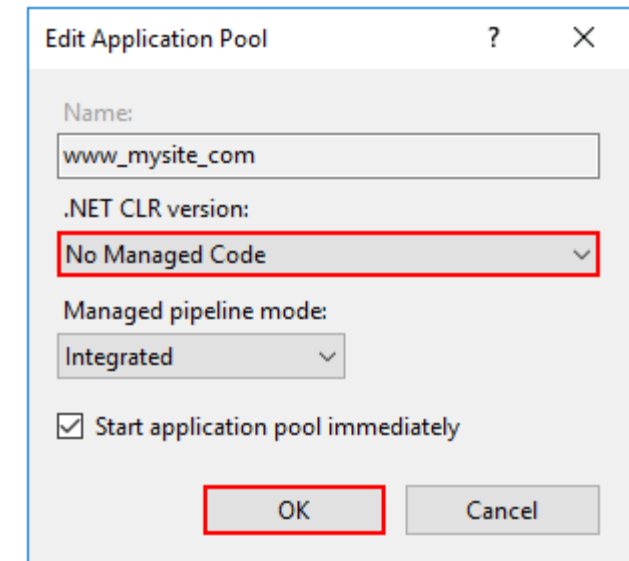 Edit Application Pool ?
Name:
www_mysite_com
.NET CLR version:
No Managed Code
Managed pipeline mode:
Integrated
Start application pool immediately
OK Cancel